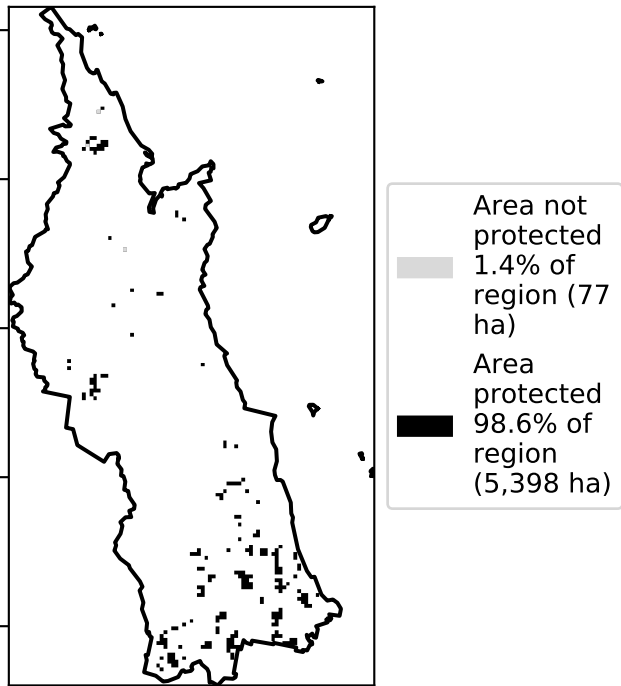 Area not
protected
1.4% of
region (77
ha)
Area
protected
98.6% of
region
(5,398 ha)